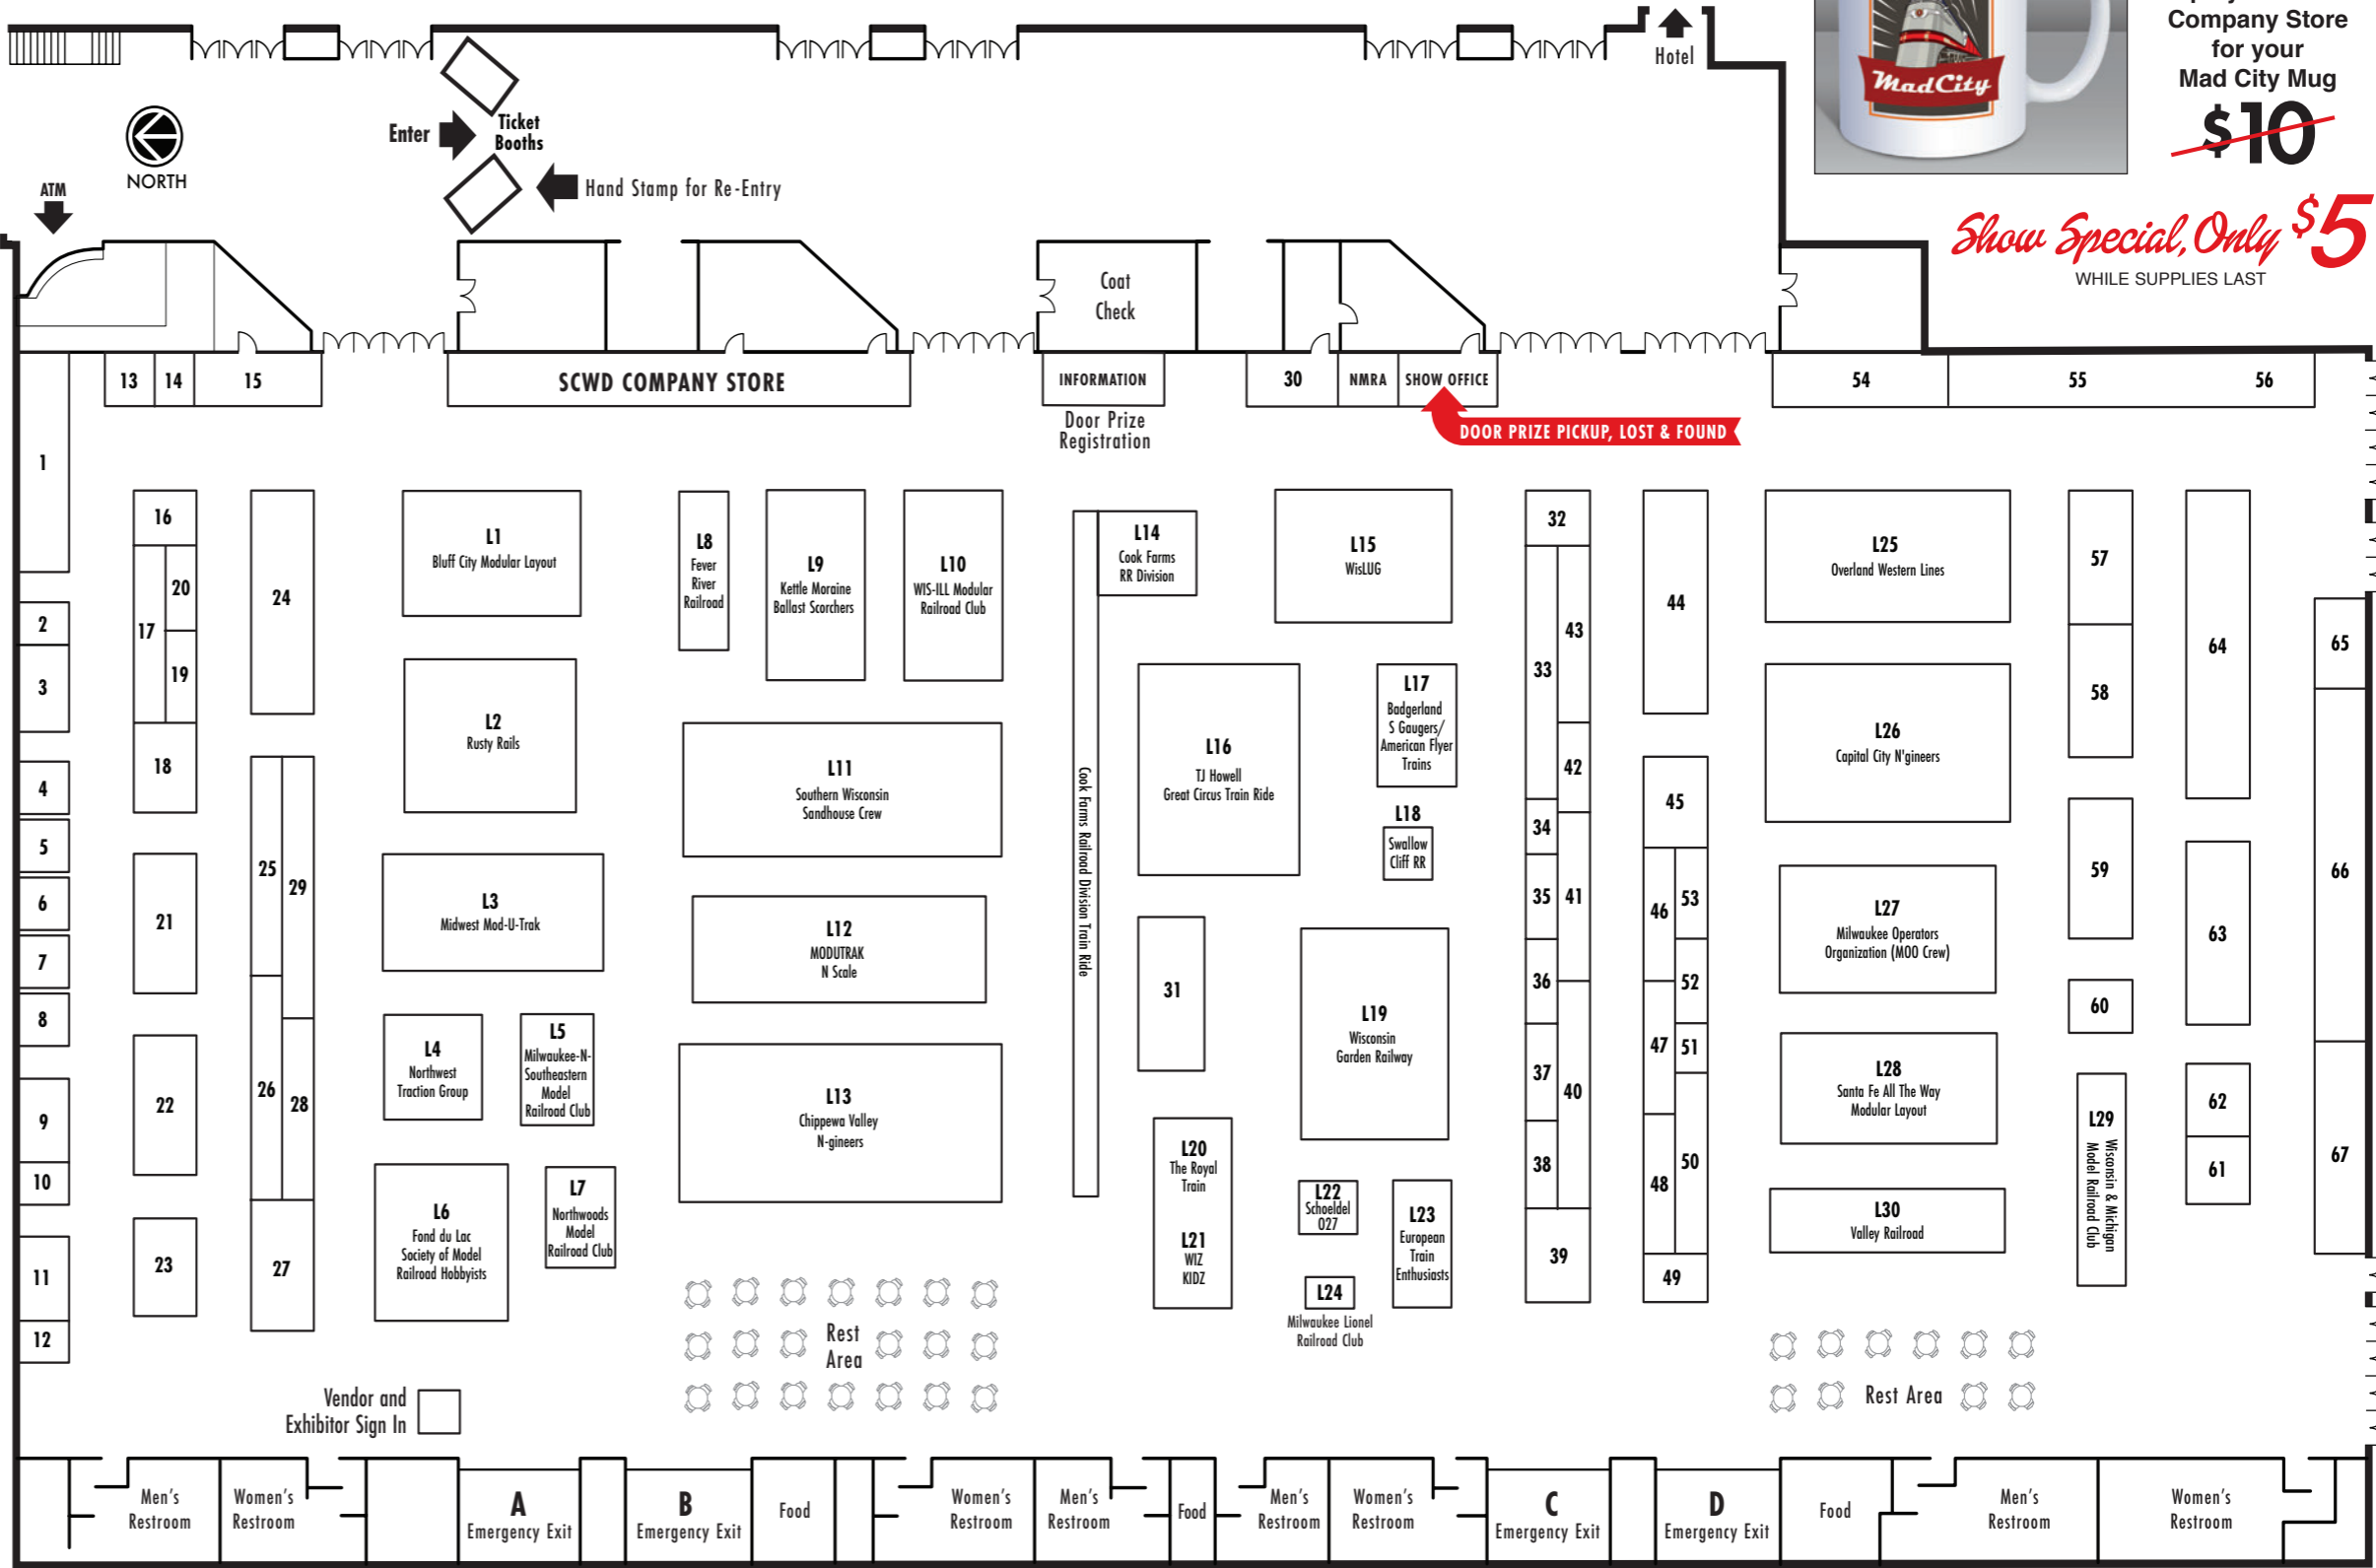 Company Store
for your
Mad City Mug
$10
MadCity
Show Special, Only $5
WHILE SUPPLIES LAST
Hotel
Enter
Ticket
Booths
Hand Stamp for Re-Entry
NORTH
ATM
Coat
Check
13
14
15
SCWD COMPANY STORE
INFORMATION
30
NMRA
SHOW OFFICE
54
55
56
Door Prize
Registration
DOOR PRIZE PICKUP, LOST & FOUND
1
2
3
4
5
6
7
8
9
10
11
12
16
17
20
19
18
21
22
23
24
25
29
26
28
27
L1
Bluff City Modular Layout
L2
Rusty Rails
L3
Midwest Mod-U-Trak
L4
Northwest
Traction Group
L5
Milwaukee-N-
Southeastern
Model
Railroad Club
L6
Fond du Lac
Society of Model
Railroad Hobbyists
L7
Northwoods
Model
Railroad Club
L8
Fever
River
Railroad
L9
Kettle Moraine
Ballast Scorchers
L10
WIS-ILL Modular
Railroad Club
L11
Southern Wisconsin
Sandhouse Crew
L12
MODUTRAK
N Scale
L13
Chippewa Valley
N-gineers
Rest
Area
Cook Farms Railroad Division Train Ride
L14
Cook Farms
RR Division
L15
WisLUG
L16
TJ Howell
Great Circus Train Ride
L17
Badgerland
S Gaugers/
American Flyer
Trains
L18
Swallow
Cliff RR
31
L19
Wisconsin
Garden Railway
L20
The Royal
Train
L21
WIZ
KIDZ
L22
Schoeldel
027
L23
European
Train
Enthusiasts
L24
Milwaukee Lionel
Railroad Club
32
33
43
42
34
35
41
36
37
40
38
39
44
45
46
53
52
47
51
48
50
49
L25
Overland Western Lines
L26
Capital City N'gineers
L27
Milwaukee Operators
Organization (MOO Crew)
L28
Santa Fe All The Way
Modular Layout
L29
Wisconsin & Michigan
Model Railroad Club
L30
Valley Railroad
Rest Area
57
58
59
60
64
63
62
61
65
66
67
Vendor and
Exhibitor Sign In
Men's
Restroom
Women's
Restroom
A
Emergency Exit
B
Emergency Exit
Food
Women's
Restroom
Men's
Restroom
Food
Men's
Restroom
Women's
Restroom
C
Emergency Exit
D
Emergency Exit
Food
Men's
Restroom
Women's
Restroom